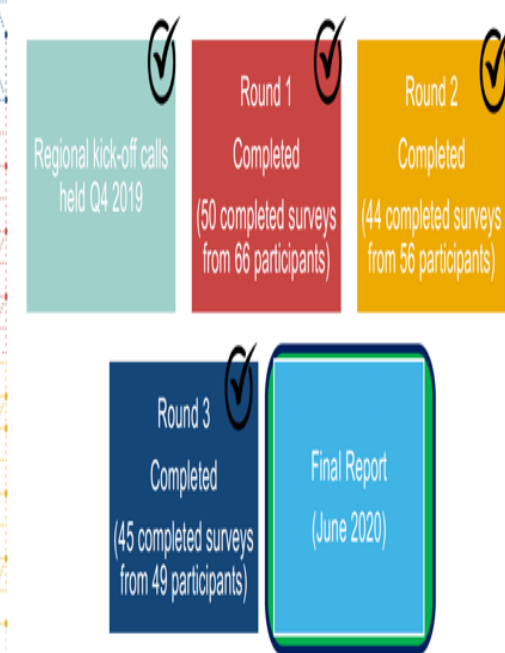 Regional kick-off calls
held Q4 2019
Round 1
Completed
(50 completed surveys
from 66 participants)
Round 2
Completed
(44 completed surveys
from 56 participants)
Round 3
Completed
(45 completed surveys
from 49 participants)
Final Report
(June 2020)